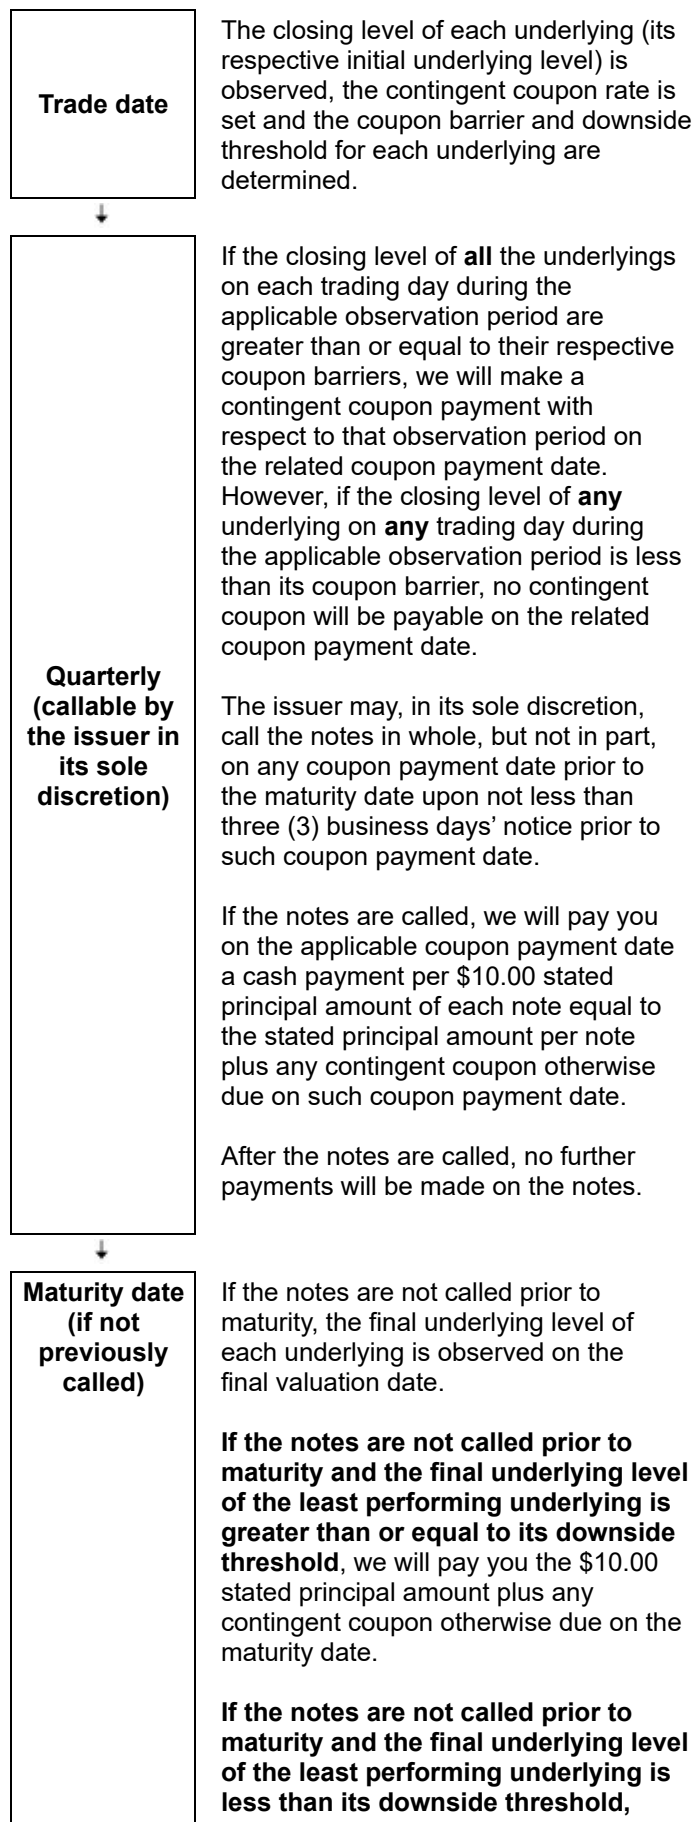 Trade date
The closing level of each underlying (its
respective initial underlying level) is
observed, the contingent coupon rate is
set and the coupon barrier and downside
threshold for each underlying are
determined.
Quarterly
(callable by
the issuer in
its sole
discretion)
If the closing level of all the underlyings
on each trading day during the
applicable observation period are
greater than or equal to their respective
coupon barriers, we will make a
contingent coupon payment with
respect to that observation period on
the related coupon payment date.
However, if the closing level of any
underlying on any trading day during
the applicable observation period is less
than its coupon barrier, no contingent
coupon will be payable on the related
coupon payment date.
The issuer may, in its sole discretion,
call the notes in whole, but not in part,
on any coupon payment date prior to
the maturity date upon not less than
three (3) business days’ notice prior to
such coupon payment date.
If the notes are called, we will pay you
on the applicable coupon payment date
a cash payment per $10.00 stated
principal amount of each note equal to
the stated principal amount per note
plus any contingent coupon otherwise
due on such coupon payment date.
After the notes are called, no further
payments will be made on the notes.
Maturity date
(if not
previously
called)
If the notes are not called prior to
maturity, the final underlying level of
each underlying is observed on the
final valuation date.
If the notes are not called prior to
maturity and the final underlying level
of the least performing underlying is
greater than or equal to its downside
threshold, we will pay you the $10.00
stated principal amount plus any
contingent coupon otherwise due on the
maturity date.
If the notes are not called prior to
maturity and the final underlying level
of the least performing underlying is
less than its downside threshold,